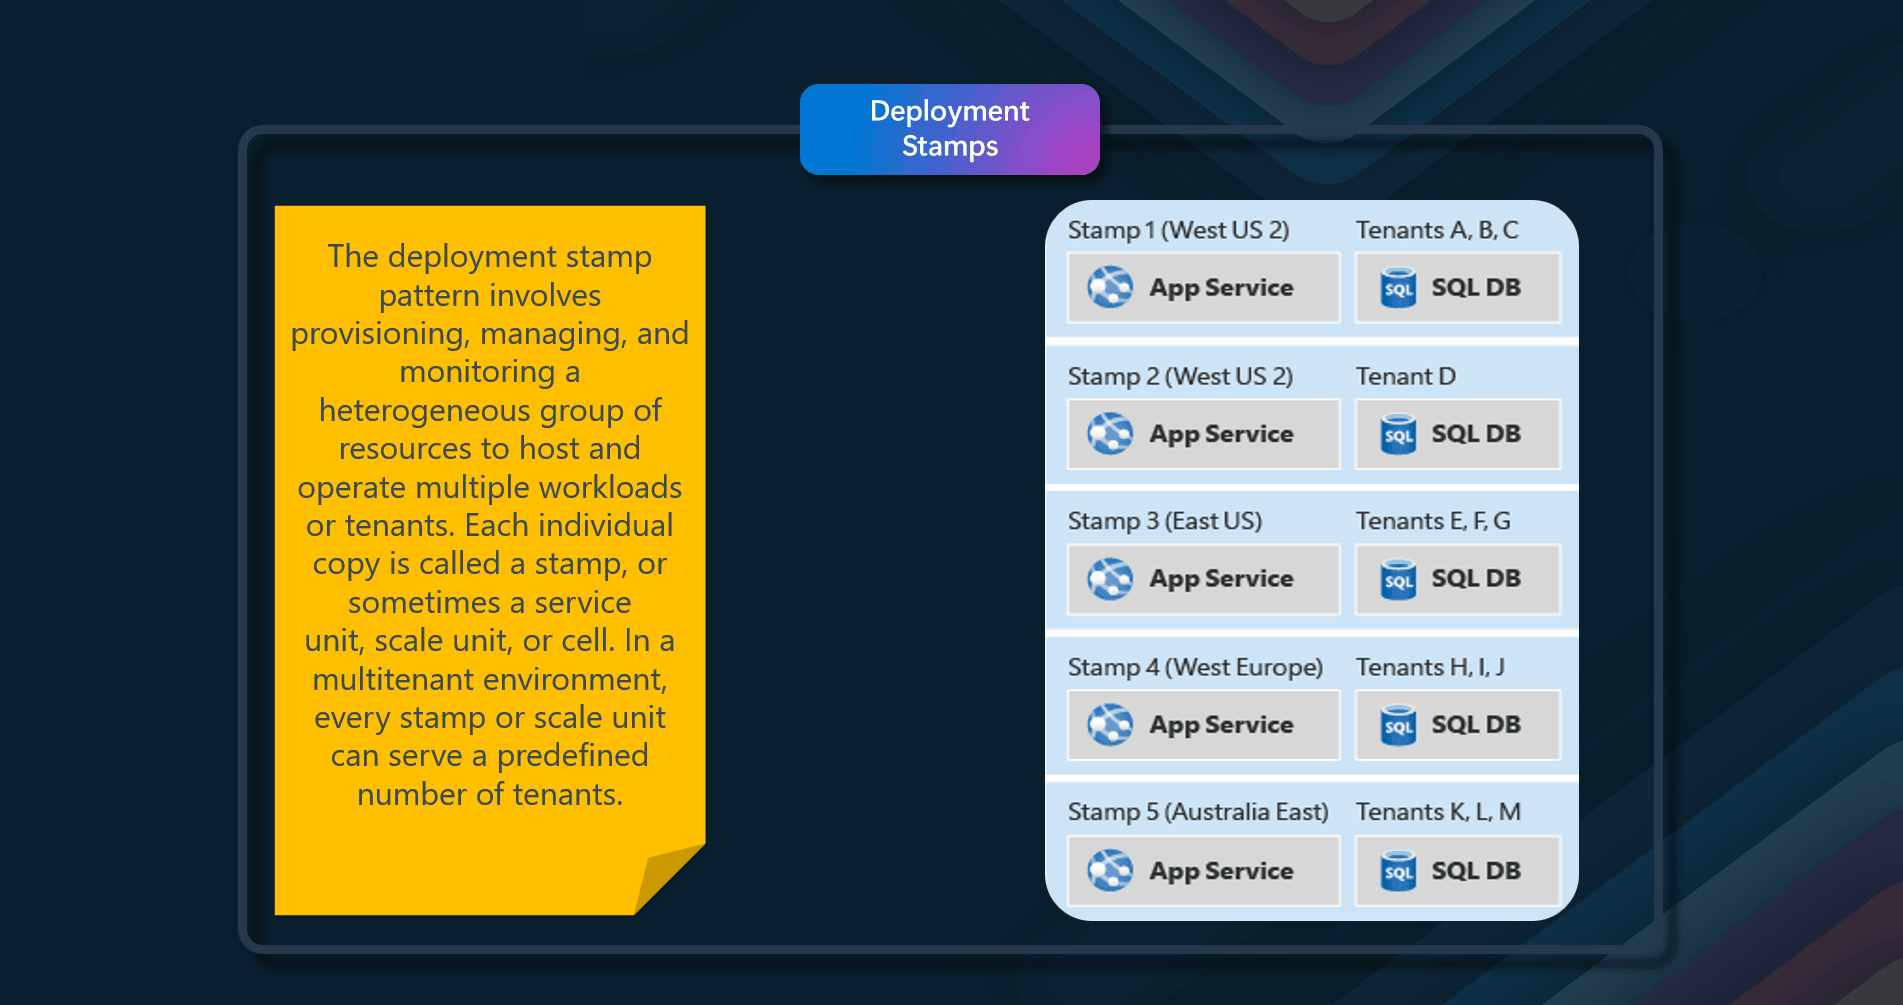 Deployment
Stamps
The deployment stamp
pattern involves
provisioning, managing, and
monitoring a
heterogeneous group of
resources to host and
operate multiple workloads
or tenants. Each individual
copy is called a stamp, or
sometimes a service
unit, scale unit, or cell. In a
multitenant environment,
every stamp or scale unit
can serve a predefined
number of tenants.
Stamp 1 (West US 2) Tenants A, B, C
App Service SQL SQL DB
Stamp 2 (West US 2) Tenant D
App Service SQL SQL DB
Stamp 3 (East US) Tenants E, F, G
App Service SQL SQL DB
Stamp 4 (West Europe) Tenants H, I, J
App Service SQL SQL DB
Stamp 5 (Australia East) Tenants K, L, M
App Service SQL SQL DB